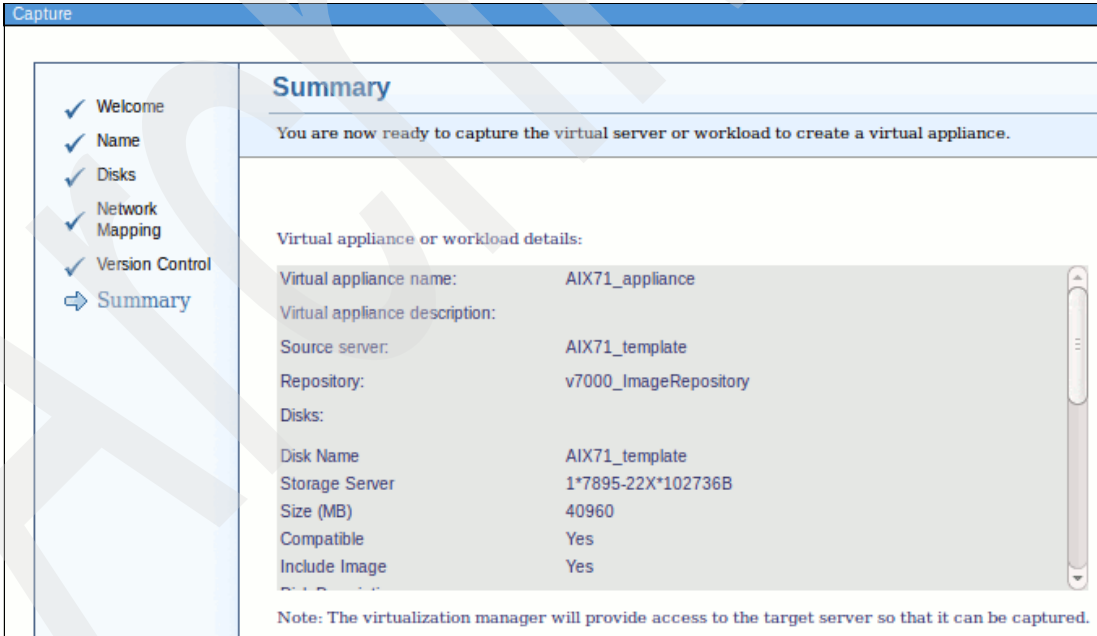 Capture
Welcome
Name
Disks
Network
Mapping
Version Control
Summary
Summary
You are now ready to capture the virtual server or workload to create a virtual appliance.
Virtual appliance or workload details:
Virtual appliance name: AIX71_appliance
Virtual appliance description:
Source server: AIX71_template
Repository: v7000_ImageRepository
Disks:
Disk Name AIX71_template
Storage Server 1*7895-22X*102736B
Size (MB) 40960
Compatible Yes
Include Image Yes
Note: The virtualization manager will provide access to the target server so that it can be captured.